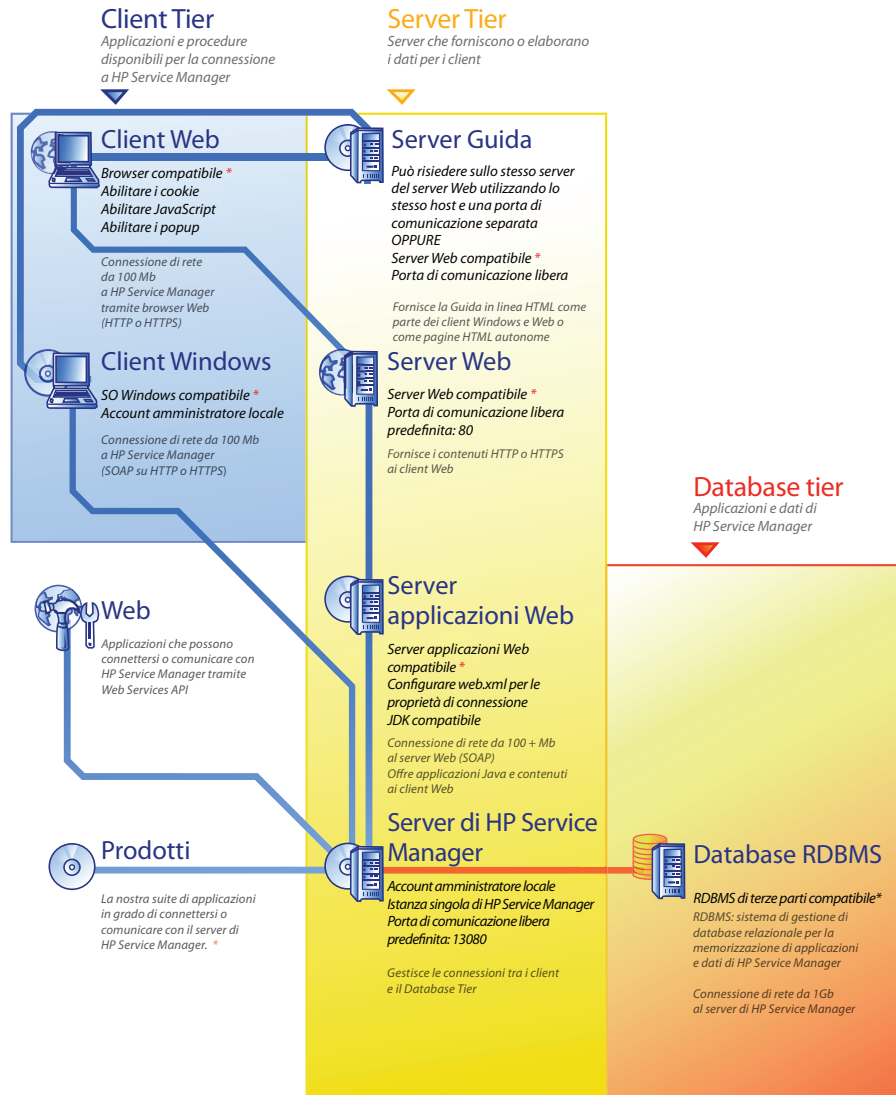 Client Tier
Applicazioni e procedure
disponibili per la connessione
a HP Service Manager
Server Tier
Server che forniscono o elaborano
i dati per i client
Client Web
Browser compatibile *
Abilitare i cookie
Abilitare JavaScript
Abilitare i popup
Connessione di rete
da 100 Mb
a HP Service Manager
tramite browser Web
(HTTP o HTTPS)
Server Guida
Può risiedere sullo stesso server
del server Web utilizzando lo
stesso host e una porta di
comunicazione separata
OPPURE
Server Web compatibile *
Porta di comunicazione libera
Fornisce la Guida in linea HTML come
parte dei client Windows e Web o
come pagine HTML autonome
Client Windows
SO Windows compatibile *
Account amministratore locale
Connessione di rete da 100 Mb
a HP Service Manager
(SOAP su HTTP o HTTPS)
Server Web
Server Web compatibile *
Porta di comunicazione libera
predefinita: 80
Fornisce i contenuti HTTP o HTTPS
ai client Web
Database tier
Applicazioni e dati di
HP Service Manager
Web
Applicazioni che possono
connettersi o comunicare con
HP Service Manager tramite
Web Services API
Server
applicazioni Web
Server applicazioni Web
compatibile *
Configurare web.xml per le
proprietà di connessione
JDK compatibile
Connessione di rete da 100 + Mb
al server Web (SOAP)
Offre applicazioni Java e contenuti
ai client Web
Prodotti
La nostra suite di applicazioni
in grado di connettersi o
comunicare con il server di
HP Service Manager. *
Server di HP Service
Manager
Account amministratore locale
Istanza singola di HP Service Manager
Porta di comunicazione libera
predefinita: 13080
Gestisce le connessioni tra i client
e il Database Tier
Database RDBMS
RDBMS di terze parti compatibile*
RDBMS: sistema di gestione di
database relazionale per la
memorizzazione di applicazioni
e dati di HP Service Manager
Connessione di rete da 1Gb
al server di HP Service Manager